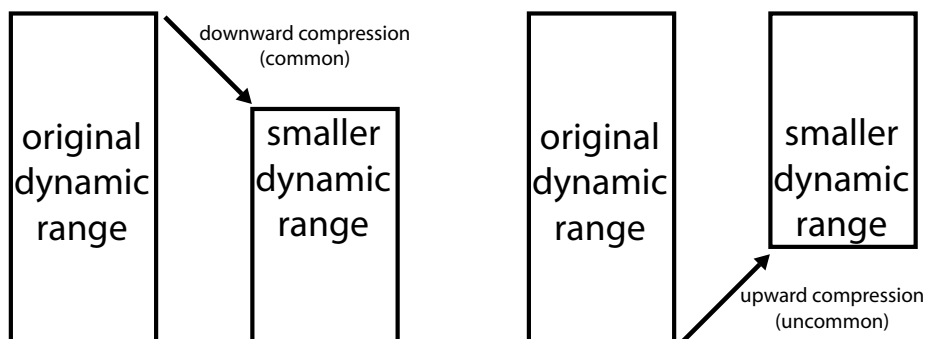 downward compression
(common)
original
dynamic
range
smaller
dynamic
range
original
dynamic
range
smaller
dynamic
range
upward compression
(uncommon)